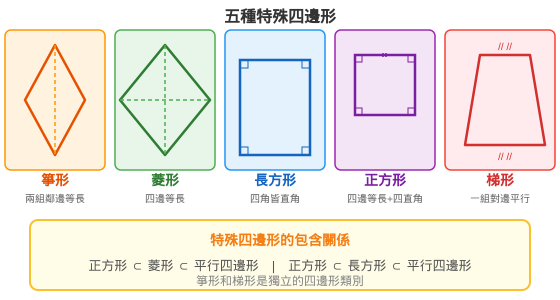 五種特殊四邊形
// //
// //
箏形
菱形
長方形
正方形
梯形
兩組鄰邊等長
四邊等長
四角皆直角
四邊等長+四直角
一組對邊平行
特殊四邊形的包含關係
正方形 ⊂ 菱形 ⊂ 平行四邊形 | 正方形 ⊂ 長方形 ⊂ 平行四邊形
箏形和梯形是獨立的四邊形類別